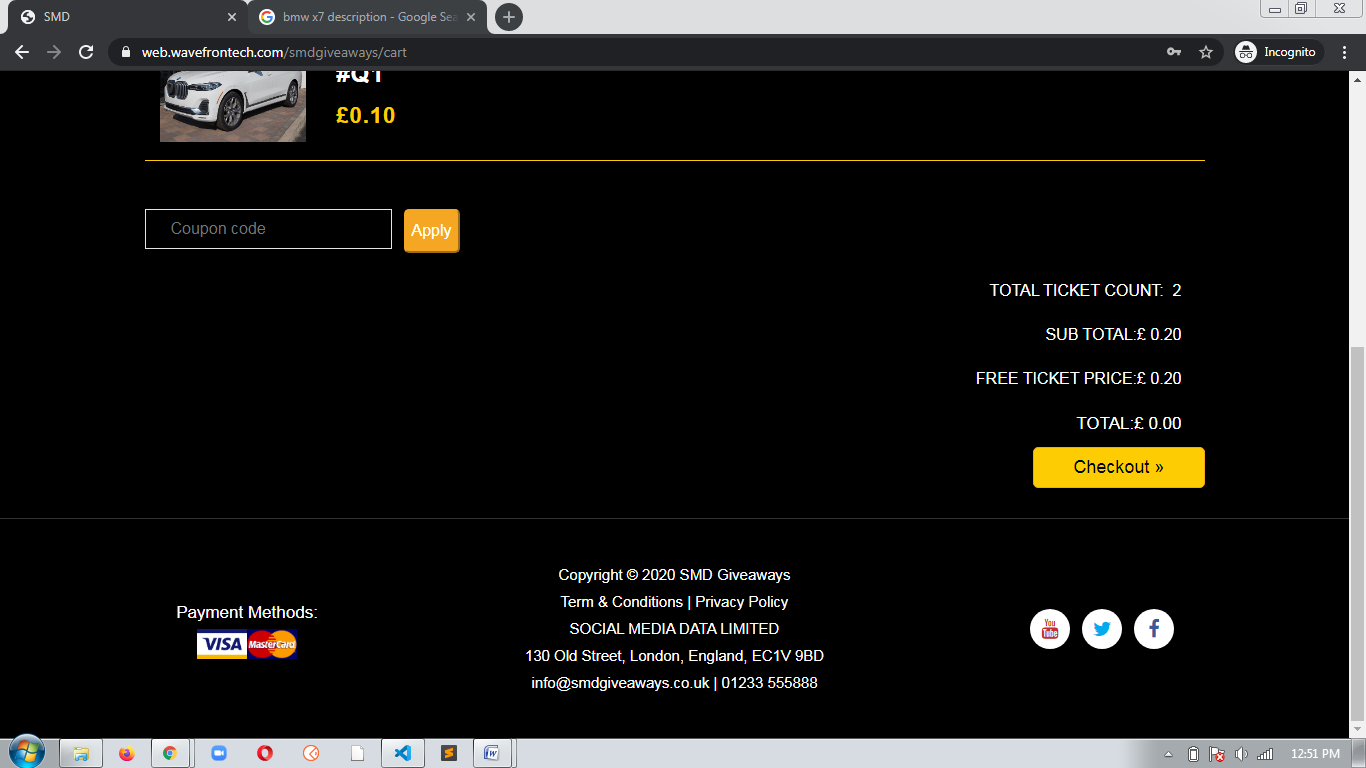 SMD
bmw x7 description - Google Sea
web.wavefrontech.com/smdgiveaways/cart
Incognito
#Q1
£0.10
Coupon code
Apply
TOTAL TICKET COUNT: 2
SUB TOTAL:£ 0.20
FREE TICKET PRICE:£ 0.20
TOTAL:£ 0.00
Checkout »
Copyright © 2020 SMD Giveaways
Term & Conditions | Privacy Policy
SOCIAL MEDIA DATA LIMITED
130 Old Street, London, England, EC1V 9BD
info@smdgiveaways.co.uk | 01233 555888
Payment Methods:
VISA MasterCard
You Tube
12:51 PM